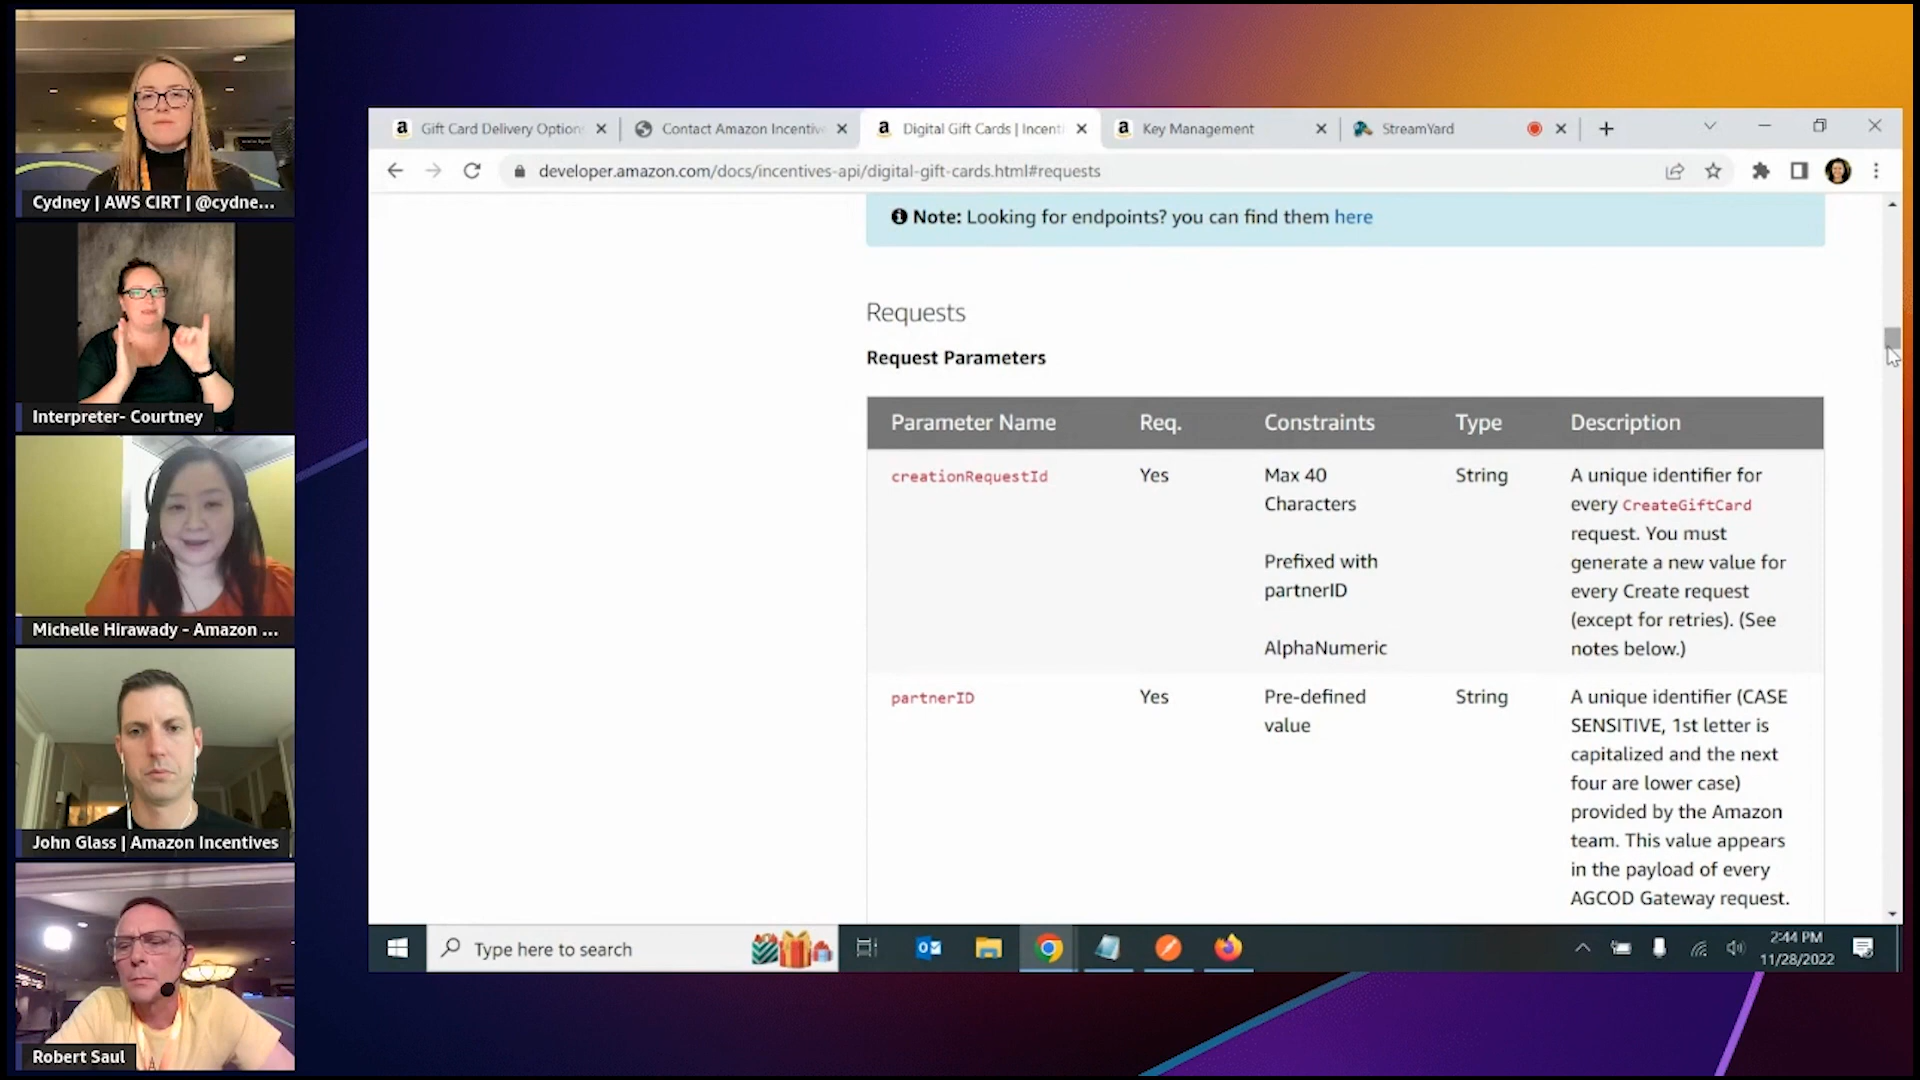 Cydney | AWS CIRT | @cydne...
Interpreter- Courtney
Michelle Hirawady - Amazon ...
John Glass | Amazon Incentives
Robert Saul
Gift Card Delivery Option
Contact Amazon Incentiv
Digital Gift Cards | Incent
Key Management
StreamYard
developer.amazon.com/docs/incentives-api/digital-gift-cards.html#requests
Note: Looking for endpoints? you can find them here
Requests
Request Parameters
Parameter Name Req. Constraints Type Description
creationRequestId Yes Max 40 String A unique identifier for
Characters every CreateGiftCard
request. You must
Prefixed with generate a new value for
partnerID every Create request
(except for retries). (See
AlphaNumeric notes below.)
partnerID Yes Pre-defined String A unique identifier (CASE
value SENSITIVE, 1st letter is
capitalized and the next
four are lower case)
provided by the Amazon
team. This value appears
in the payload of every
AGCOD Gateway request.
Type here to search
2:44 PM
11/28/2022